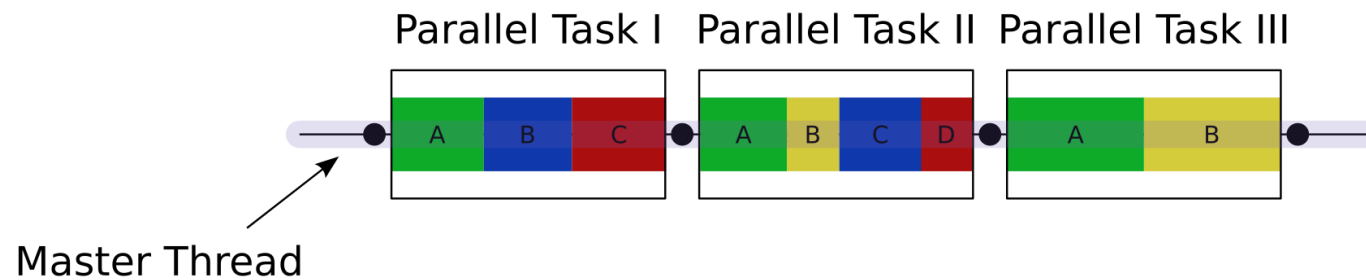 Parallel Task I
Parallel Task II
Parallel Task III
A
B
C
A
B
C
D
A
B
Master Thread